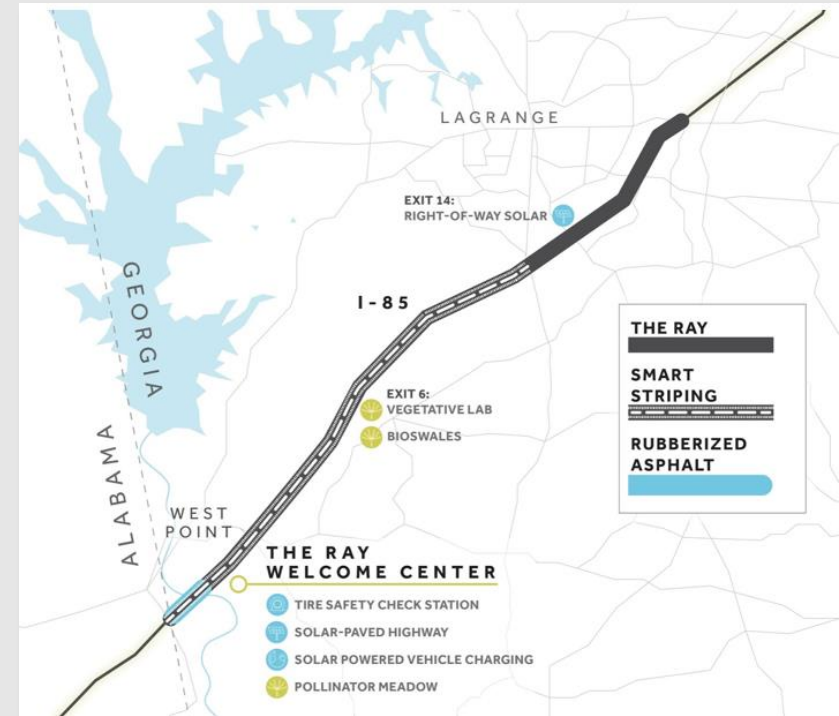 LAGRANGE
EXIT 14:
RIGHT-OF-WAY SOLAR
GEORGIA
I-85
THE RAY
SMART
STRIPING
RUBBERIZED
ASPHALT
EXIT 6:
VEGETATIVE LAB
BIOSWALES
ALABAMA
WEST
POINT
THE RAY
WELCOME CENTER
TIRE SAFETY CHECK STATION
SOLAR-PAVED HIGHWAY
SOLAR POWERED VEHICLE CHARGING
POLLINATOR MEADOW